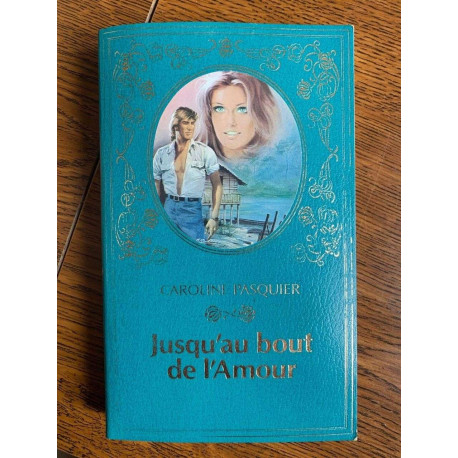 CAROLINE PASQUIER
Jusqu'au bout
de l'Amour